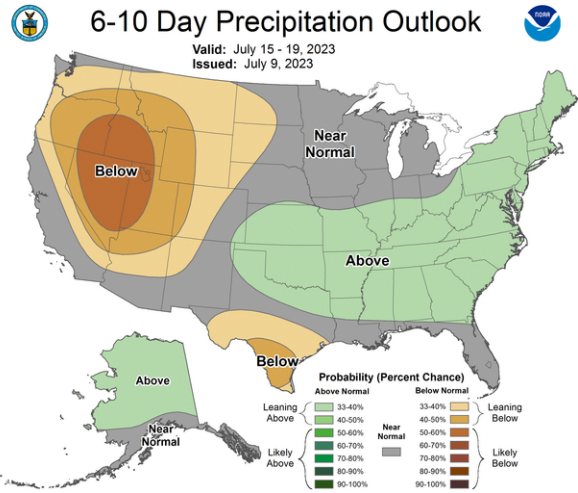 6-10 Day Precipitation Outlook
NOAA
Valid: July 15 - 19, 2023
Issued: July 9, 2023
Near
Normal
Below
Above
Below
Above
Near
Normal
Probability (Percent Chance)
Above Normal
Below Normal
Leaning
Above
33-40%
40-50%
Likely
Above
50-60%
60-70%
70-80%
80-90%
90-100%
Near
Normal
33-40%
40-50%
Leaning
Below
50-60%
60-70%
70-80%
80-90%
90-100%
Likely
Below